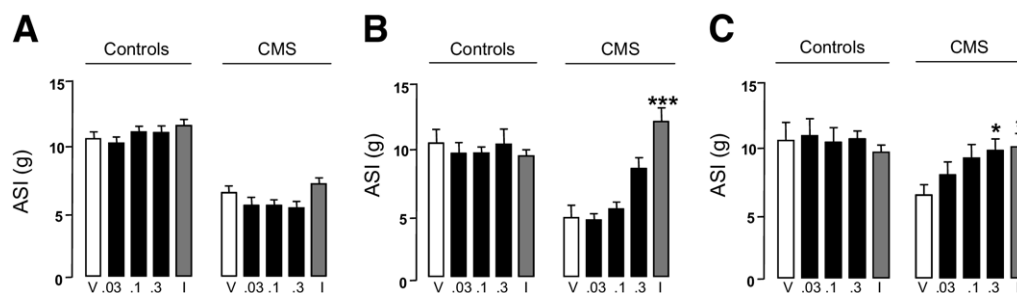 A
Controls
CMS
15
10
5
0
ASI (g)
V .03 .1 .3 I
V .03 .1 .3 I
B
Controls
CMS
15
10
5
0
ASI (g)
***
V .03 .1 .3 I
V .03 .1 .3 I
C
Controls
CMS
15
10
5
0
ASI (g)
*
V .03 .1 .3 I
V .03 .1 .3 I